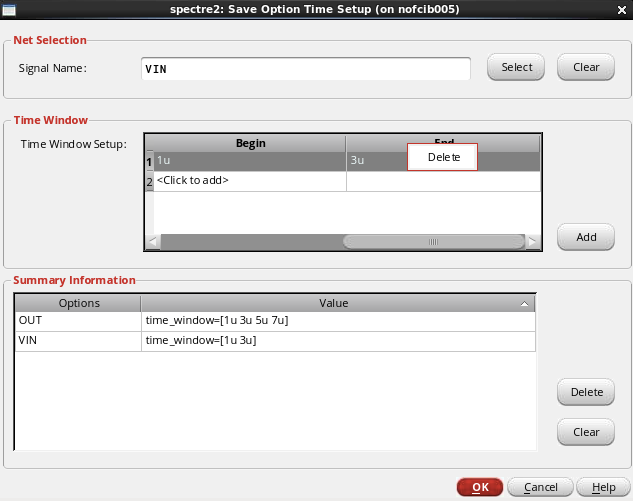 spectre2: Save Option Time Setup (on nofcib005)
Net Selection
Signal Name:
VIN
Select
Clear
Time Window
Time Window Setup:
Begin
End
1 1u 3u
Delete
2 <Click to add>
Add
Summary Information
Options Value
OUT time_window=[1u 3u 5u 7u]
VIN time_window=[1u 3u]
Delete
Clear
OK Cancel Help